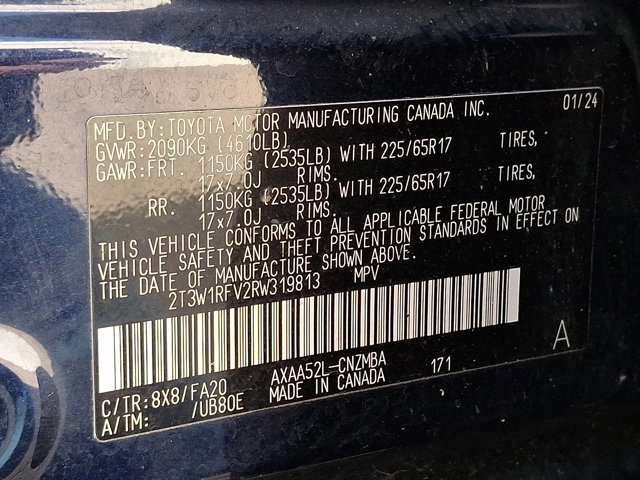 01/24
MFD. BY: TOYOTA MOTOR MANUFACTURING CANADA INC.
GVWR: 2090KG (4610LB)
GAWR: FRT. 1150KG (2535LB) WITH 225/65R17 TIRES,
17x7.0J RIMS.
RR. 1150KG (2535LB) WITH 225/65R17 TIRES,
17x7.0J RIMS.
THIS VEHICLE CONFORMS TO ALL APPLICABLE FEDERAL MOTOR
VEHICLE SAFETY AND THEFT PREVENTION STANDARDS IN EFFECT ON
THE DATE OF MANUFACTURE SHOWN ABOVE.
2T3W1RFV2RW319813 MPV
A
C/TR: 8X8/FA20 AXAA52L-CNZMBA 171
A/TM: /UB80E MADE IN CANADA